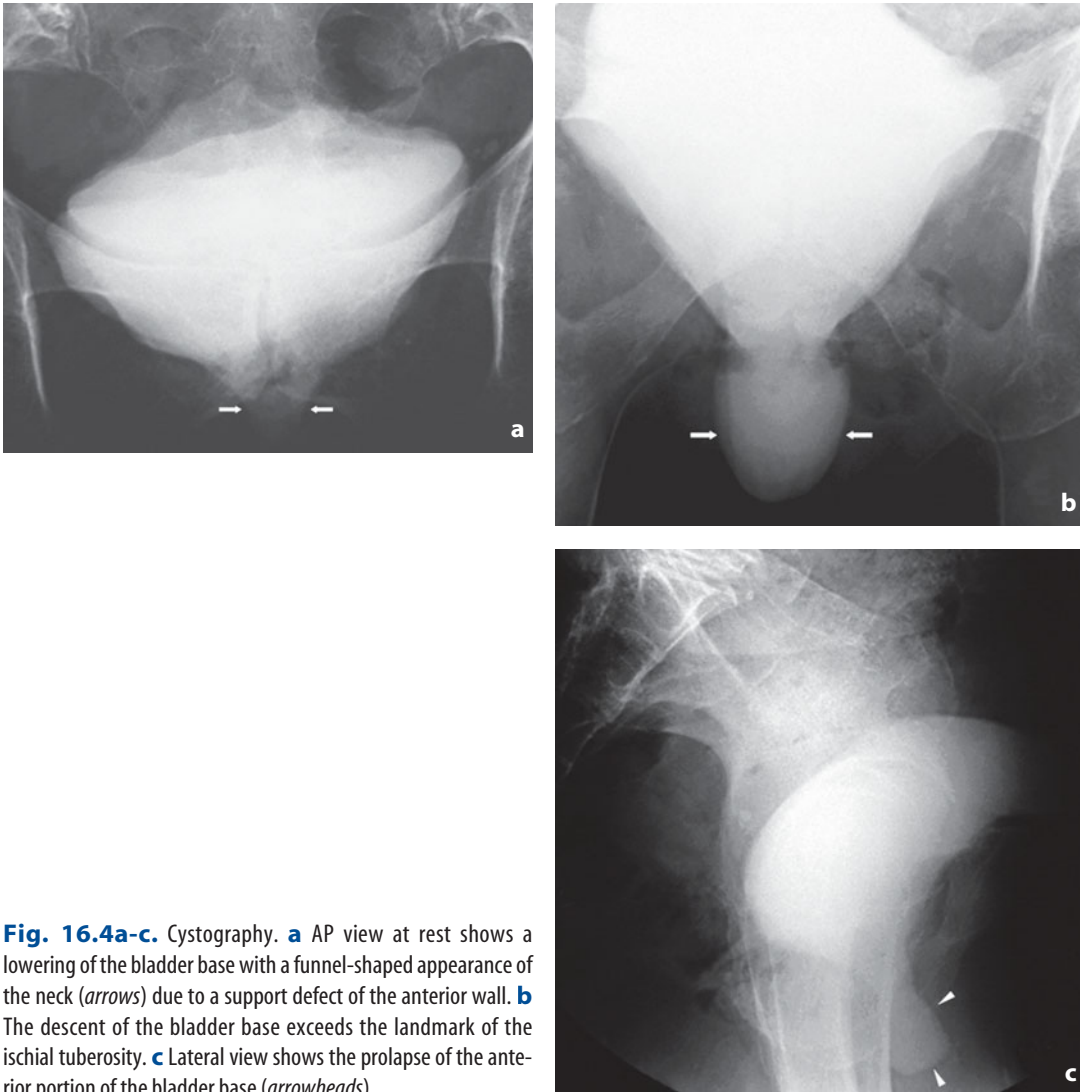 a
b
c
Fig. 16.4a-c. Cystography. a AP view at rest shows a
lowering of the bladder base with a funnel-shaped appearance of
the neck (arrows) due to a support defect of the anterior wall. b
The descent of the bladder base exceeds the landmark of the
ischial tuberosity. c Lateral view shows the prolapse of the ante-
rior portion of the bladder base (arrowheads)